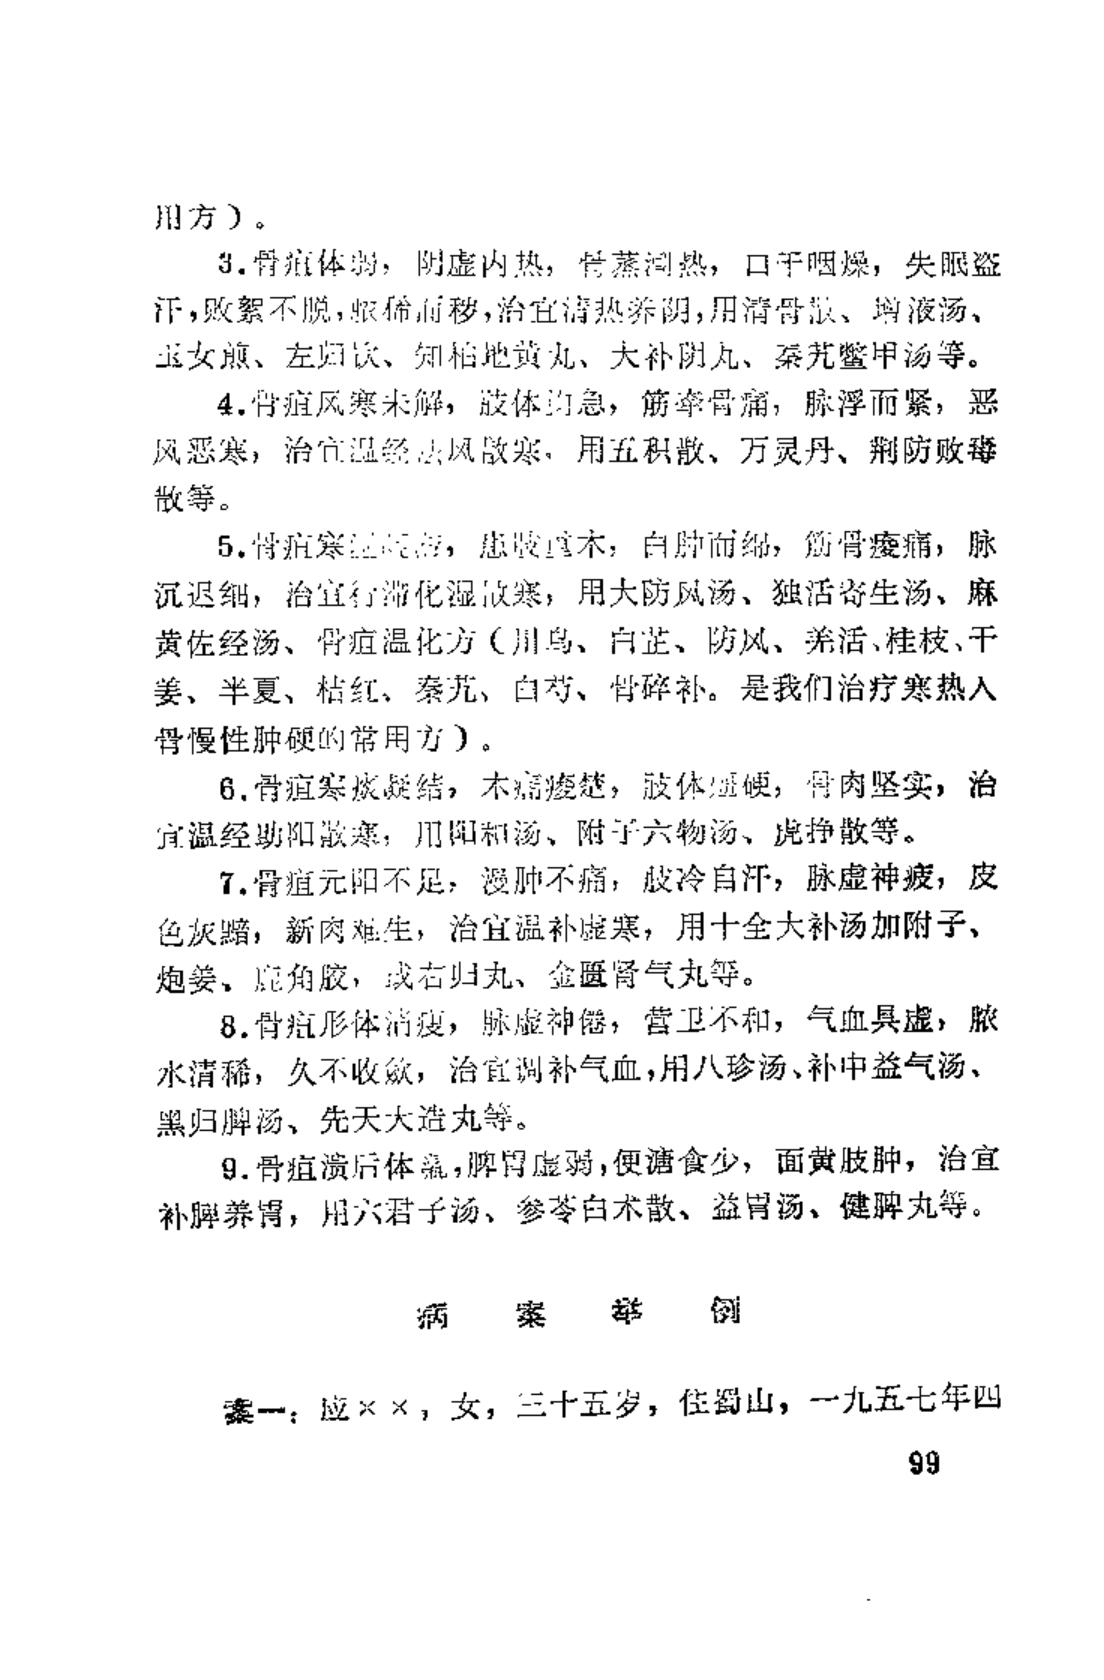 用方）。
3.骨疽体弱，阴虚内热，骨蒸潮热，口干咽燥，失眠盗
汗，败絮不脱，脓稀而秽，治宜清热养阴，用清骨散、增液汤、
玉女煎、左归饮、知柏地黄丸、大补阴丸、秦艽鳖甲汤等。
4.骨疽风寒未解，肢体拘急，筋牵骨痛，脉浮而紧，恶
风恶寒，治宜温经祛风散寒，用五积散、万灵丹、荆防败毒
散等。
5.骨疽寒湿，患肢重木，白肿而绵，筋骨痠痛，脉
沉迟细，治宜行滞化湿散寒，用大防风汤、独活寄生汤、麻
黄佐经汤、骨疽温化方（川乌、白芷、防风、羌活、桂枝、干
姜、半夏、桔红、秦艽、白芍、骨碎补。是我们治疗寒热入
骨慢性肿硬的常用方）。
6.骨疽寒痰凝结，木痛痠楚，肢体硬，骨肉坚实，治
宜温经助阳散寒，用阳和汤、附子六物汤、虎挣散等。
7.骨疽元阳不足，漫肿不痛，肢冷自汗，脉虚神疲，皮
色灰黯，新肉难生，治宜温补虚寒，用十全大补汤加附子、
炮姜、鹿角胶，或右归丸、金匮肾气丸等。
8.骨疽形体消瘦，脉虚神倦，营卫不和，气血具虚，脓
水清稀，久不收敛，治宜调补气血，用八珍汤、补中益气汤、
黑归脾汤、先天大造丸等。
9.骨疽溃后体羸，脾胃虚弱，便溏食少，面黄肢肿，治宜
补脾养胃，用六君子汤、参苓白术散、益胃汤、健脾丸等。
病案举例
案一：应××，女，三十五岁，住蜀山，一九五七年四
99